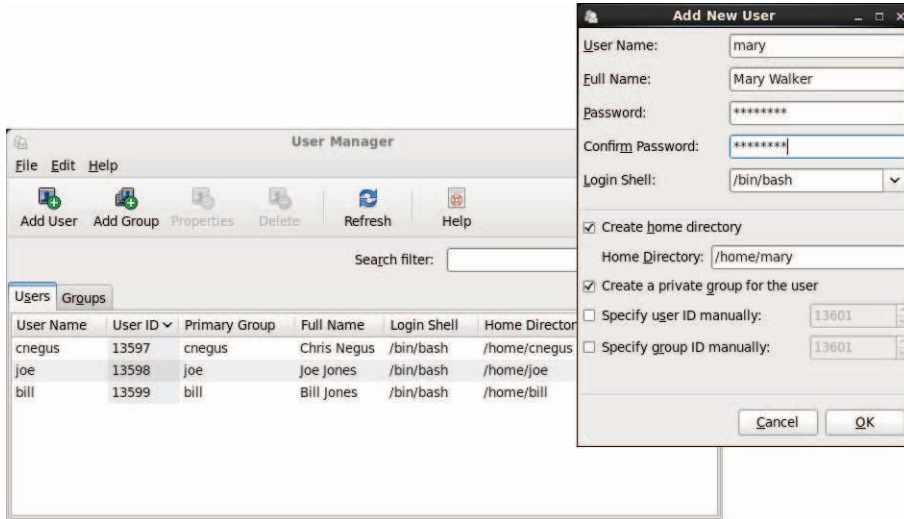 User Manager
File Edit Help
Add User Add Group Properties Delete Refresh Help
Search filter:
Users Groups
User Name User ID Primary Group Full Name Login Shell Home Director
cnegus 13597 cnegus Chris Negus /bin/bash /home/cnegus
joe 13598 joe Joe Jones /bin/bash /home/joe
bill 13599 bill Bill Jones /bin/bash /home/bill
Add New User
User Name: mary
Full Name: Mary Walker
Password: ********
Confirm Password: ********
Login Shell: /bin/bash
Create home directory
Home Directory: /home/mary
Create a private group for the user
Specify user ID manually: 13601
Specify group ID manually: 13601
Cancel OK